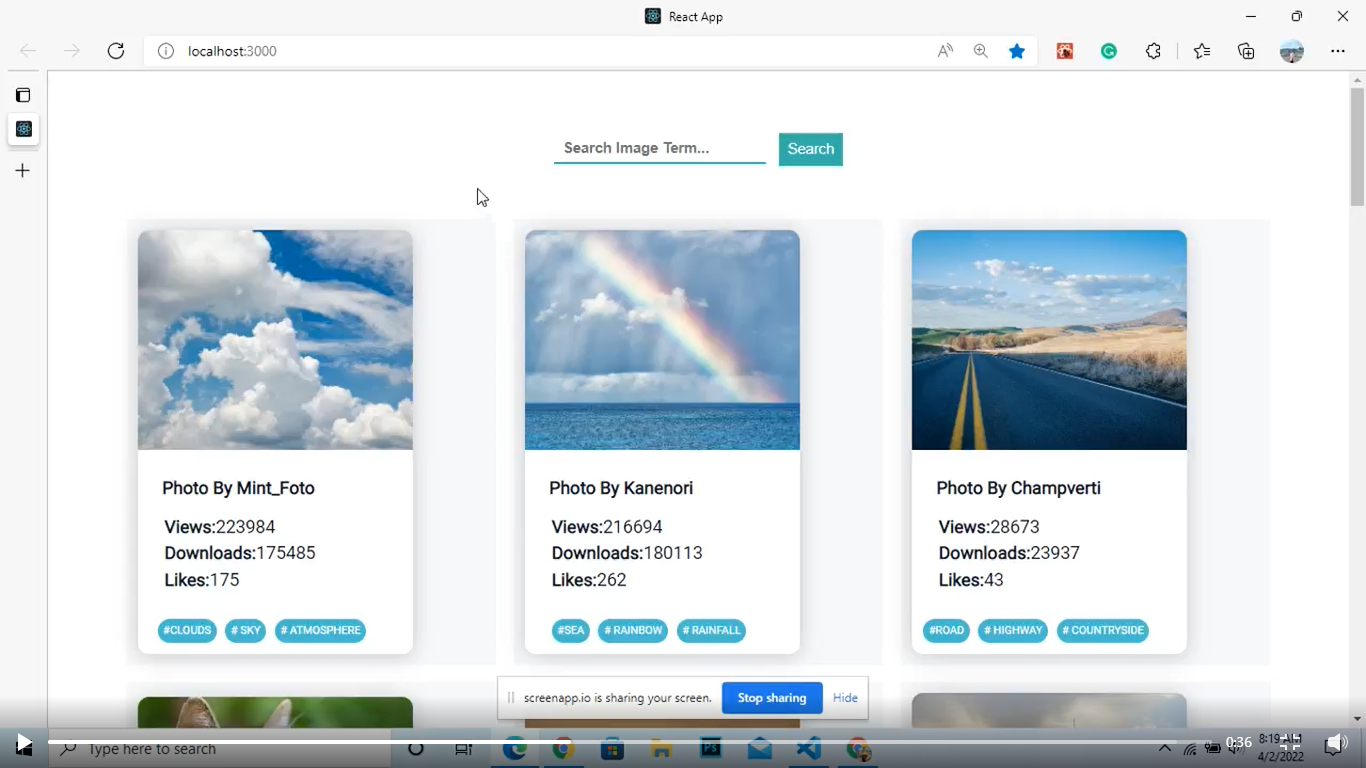 React App
localhost:3000
Search Image Term...
Search
Photo By Mint_Foto
Views:223984
Downloads:175485
Likes:175
#CLOUDS # SKY # ATMOSPHERE
Photo By Kanenori
Views:216694
Downloads:180113
Likes:262
#SEA # RAINBOW # RAINFALL
Photo By Champverti
Views:28673
Downloads:23937
Likes:43
#ROAD # HIGHWAY # COUNTRYSIDE
screenapp.io is sharing your screen. Stop sharing Hide
Type here to search
0:36
8:19 AM
4/2/2022